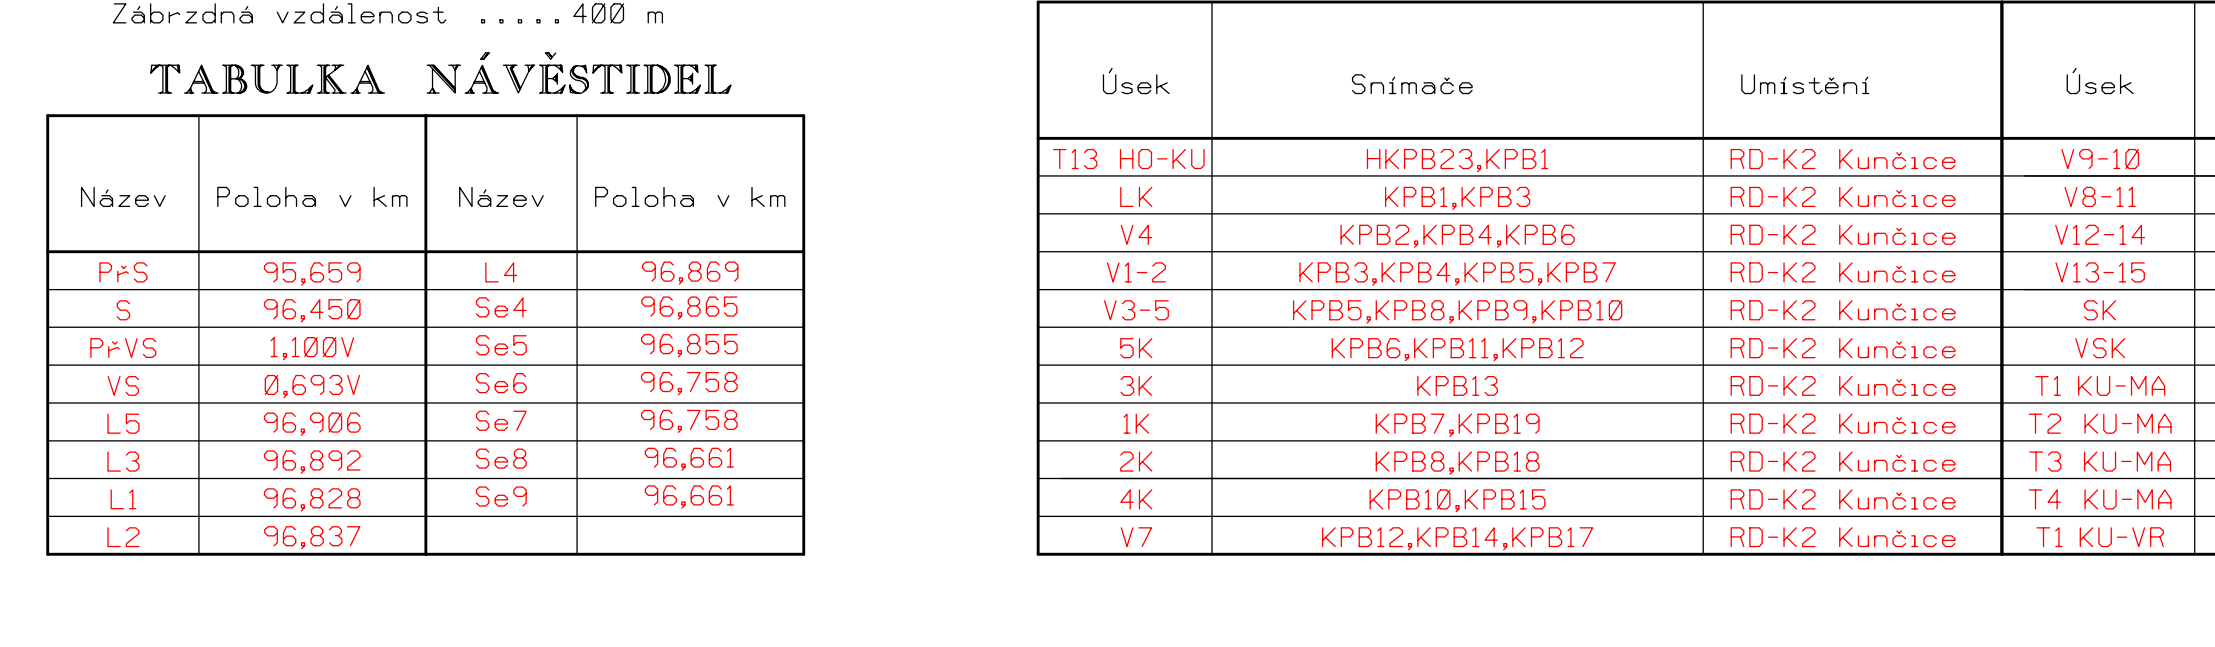 Zábrzdná vzdálenost .....400 m
TABULKA NÁVĚSTIDEL
Název Poloha v km Název Poloha v km
PřS 95,659 L4 96,869
S 96,450 Se4 96,865
PřVS 1,100V Se5 96,855
VS 0,693V Se6 96,758
L5 96,906 Se7 96,758
L3 96,892 Se8 96,661
L1 96,828 Se9 96,661
L2 96,837
Úsek Snímače Umístění Úsek
T13 HO-KU HKPB23,KPB1 RD-K2 Kunčice V9-10
LK KPB1,KPB3 RD-K2 Kunčice V8-11
V4 KPB2,KPB4,KPB6 RD-K2 Kunčice V12-14
V1-2 KPB3,KPB4,KPB5,KPB7 RD-K2 Kunčice V13-15
V3-5 KPB5,KPB8,KPB9,KPB10 RD-K2 Kunčice SK
5K KPB6,KPB11,KPB12 RD-K2 Kunčice VSK
3K KPB13 RD-K2 Kunčice T1 KU-MA
1K KPB7,KPB19 RD-K2 Kunčice T2 KU-MA
2K KPB8,KPB18 RD-K2 Kunčice T3 KU-MA
4K KPB10,KPB15 RD-K2 Kunčice T4 KU-MA
V7 KPB12,KPB14,KPB17 RD-K2 Kunčice T1 KU-VR